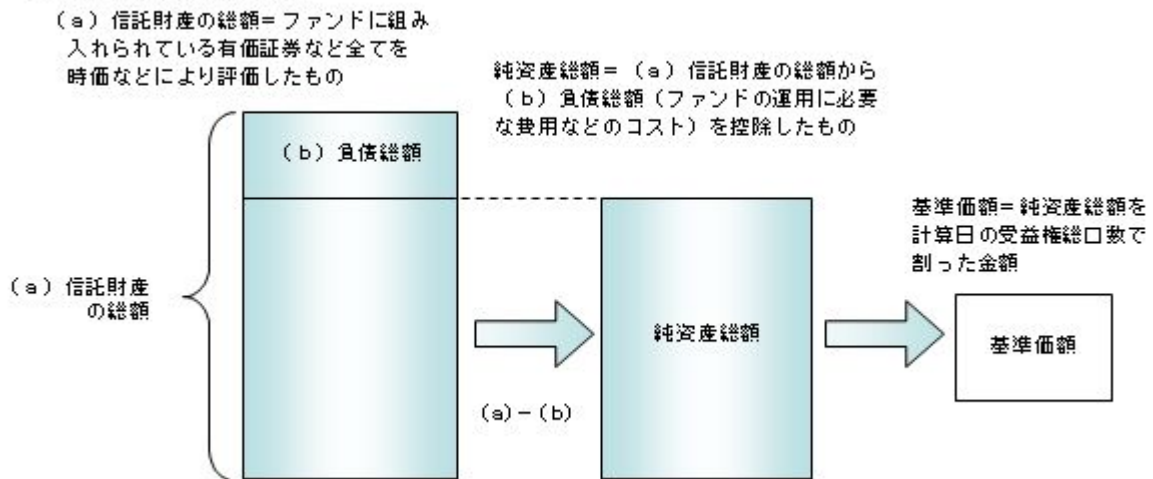 (a)信託財産の総額=ファンドに組み
入れられている有価証券など全てを
時価などにより評価したもの
純資産総額=(a)信託財産の総額から
(b)負債総額(ファンドの運用に必要
な費用などのコスト)を控除したもの
(b)負債総額
基準価額=純資産総額を
計算日の受益権総口数で
割った金額
(a)信託財産
の総額
純資産総額
基準価額
(a)-(b)